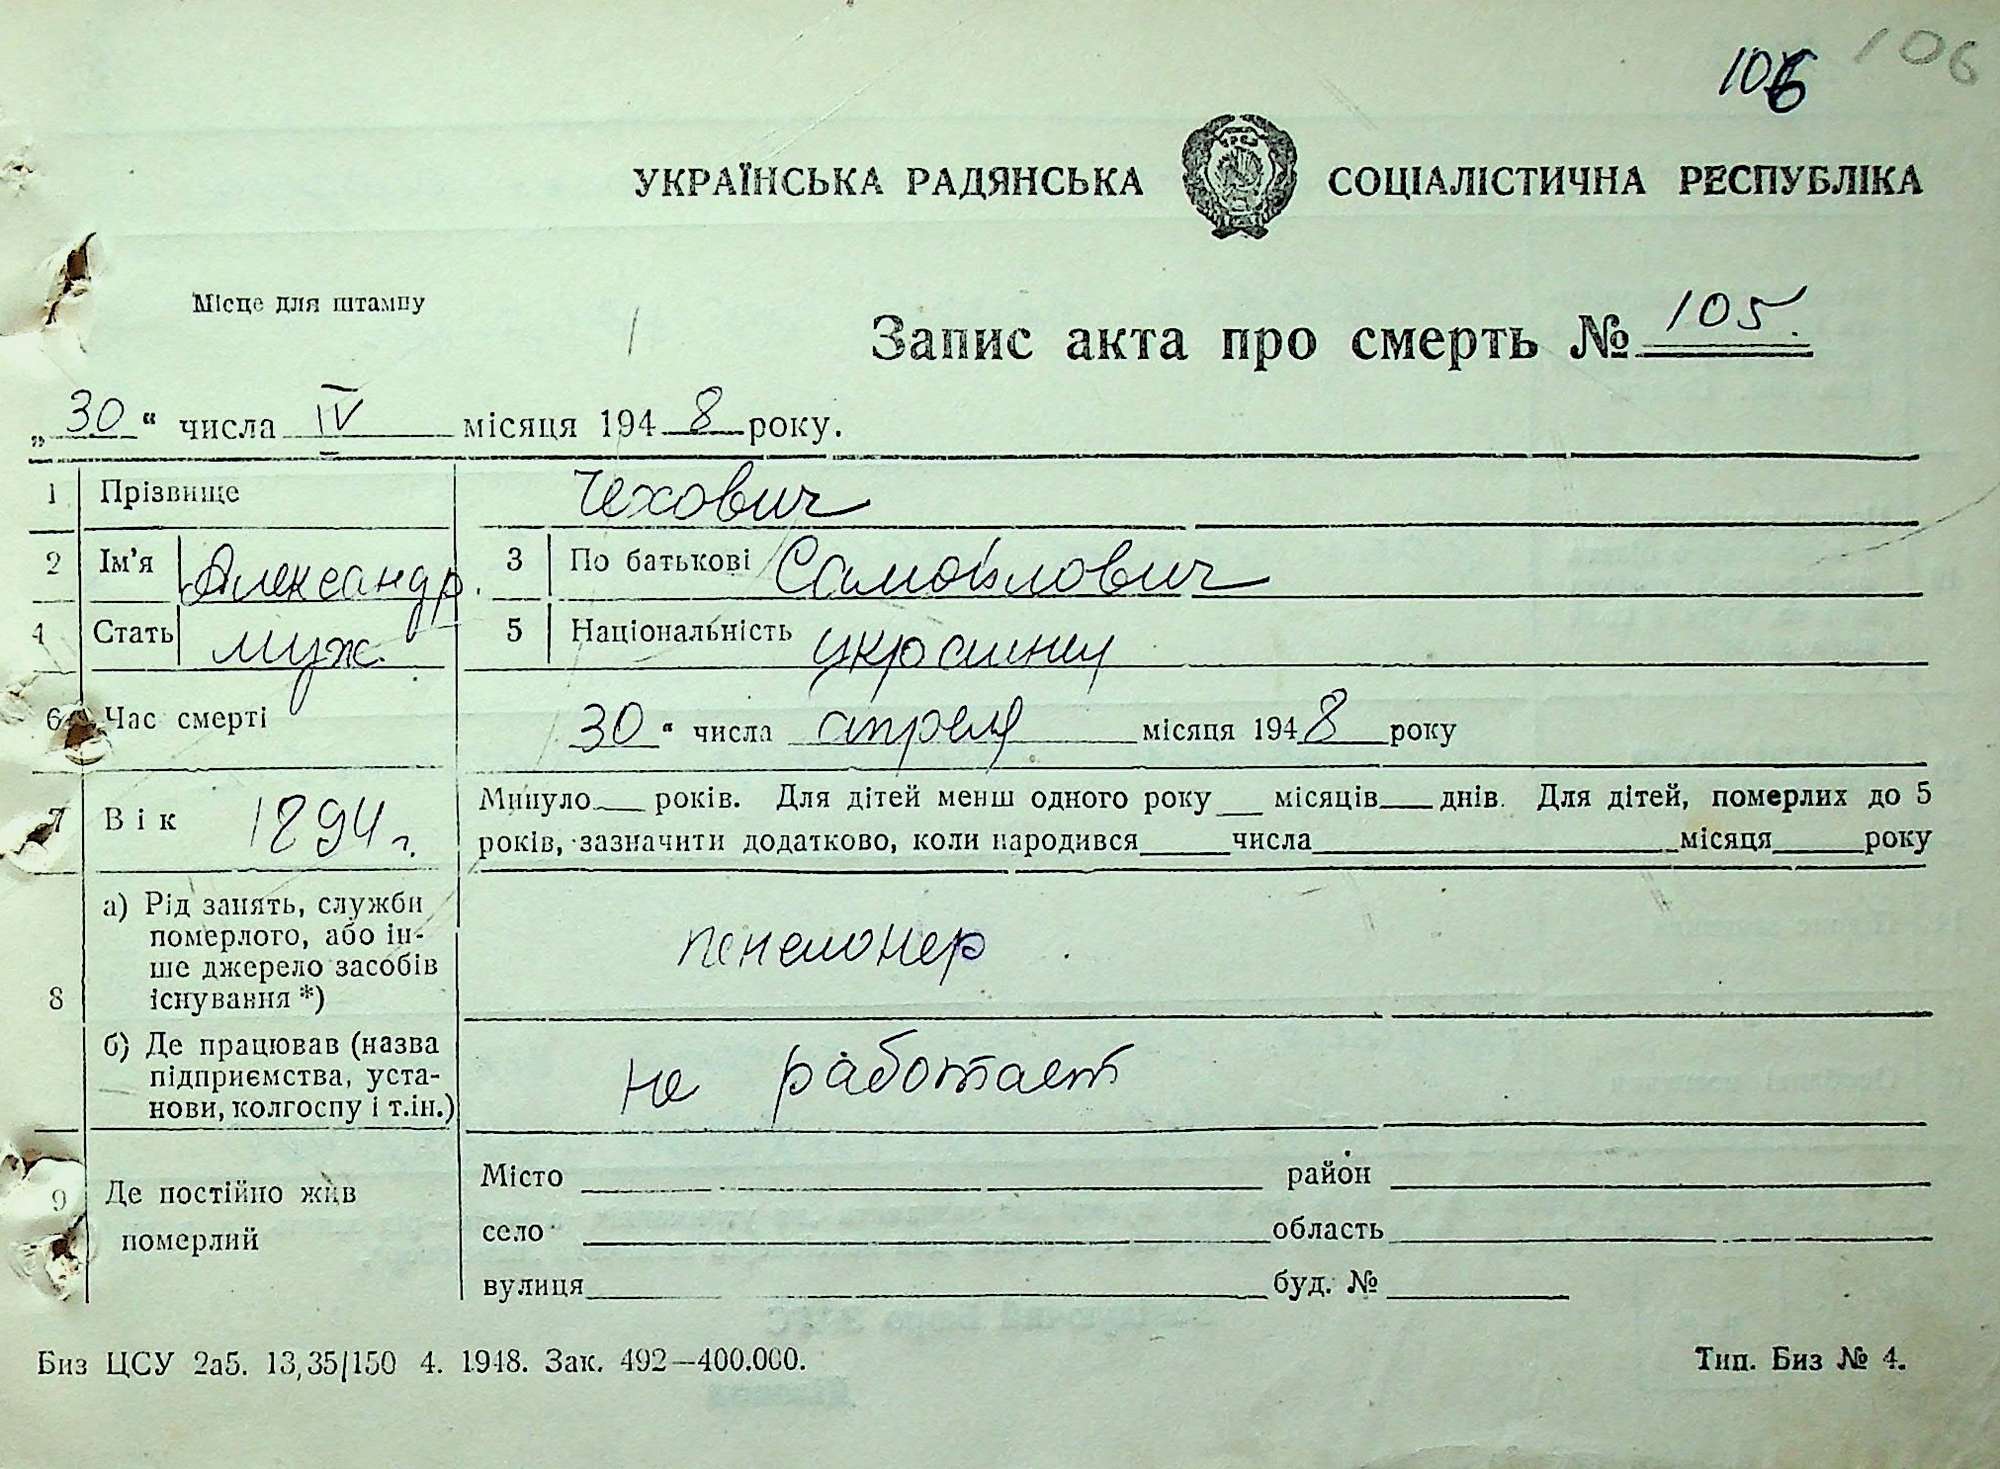 106 106
УКРАЇНСЬКА РАДЯНСЬКА СОЦІАЛІСТИЧНА РЕСПУБЛІКА
Місце для штампу
Запис акта про смерть № 105.
„30“ числа IV місяця 1948 року.
1 Прізвище Чехович
2 Ім'я Александр. 3 По батькові Самойлович
4 Стать муж. 5 Національність украинец
6 Час смерті 30“ числа апреля місяця 1948 року
7 Вік 1894 г. Минуло___ років. Для дітей менш одного року __ місяців___ днів. Для дітей, померлих до 5
років, зазначити додатково, коли народився_____числа_____місяця_____року
8 а) Рід занять, служби
померлого, або ін-
ше джерело засобів
існування *) пенсионер
б) Де працював (назва
підприємства, уста-
нови, колгоспу і т.ін.) не работает
9 Де постійно жив
померлий
Місто район
село область
вулиця буд. №
Биз ЦСУ 2а5. 13,35/150 4. 1948. Зак. 492—400.000. Тип. Биз № 4.